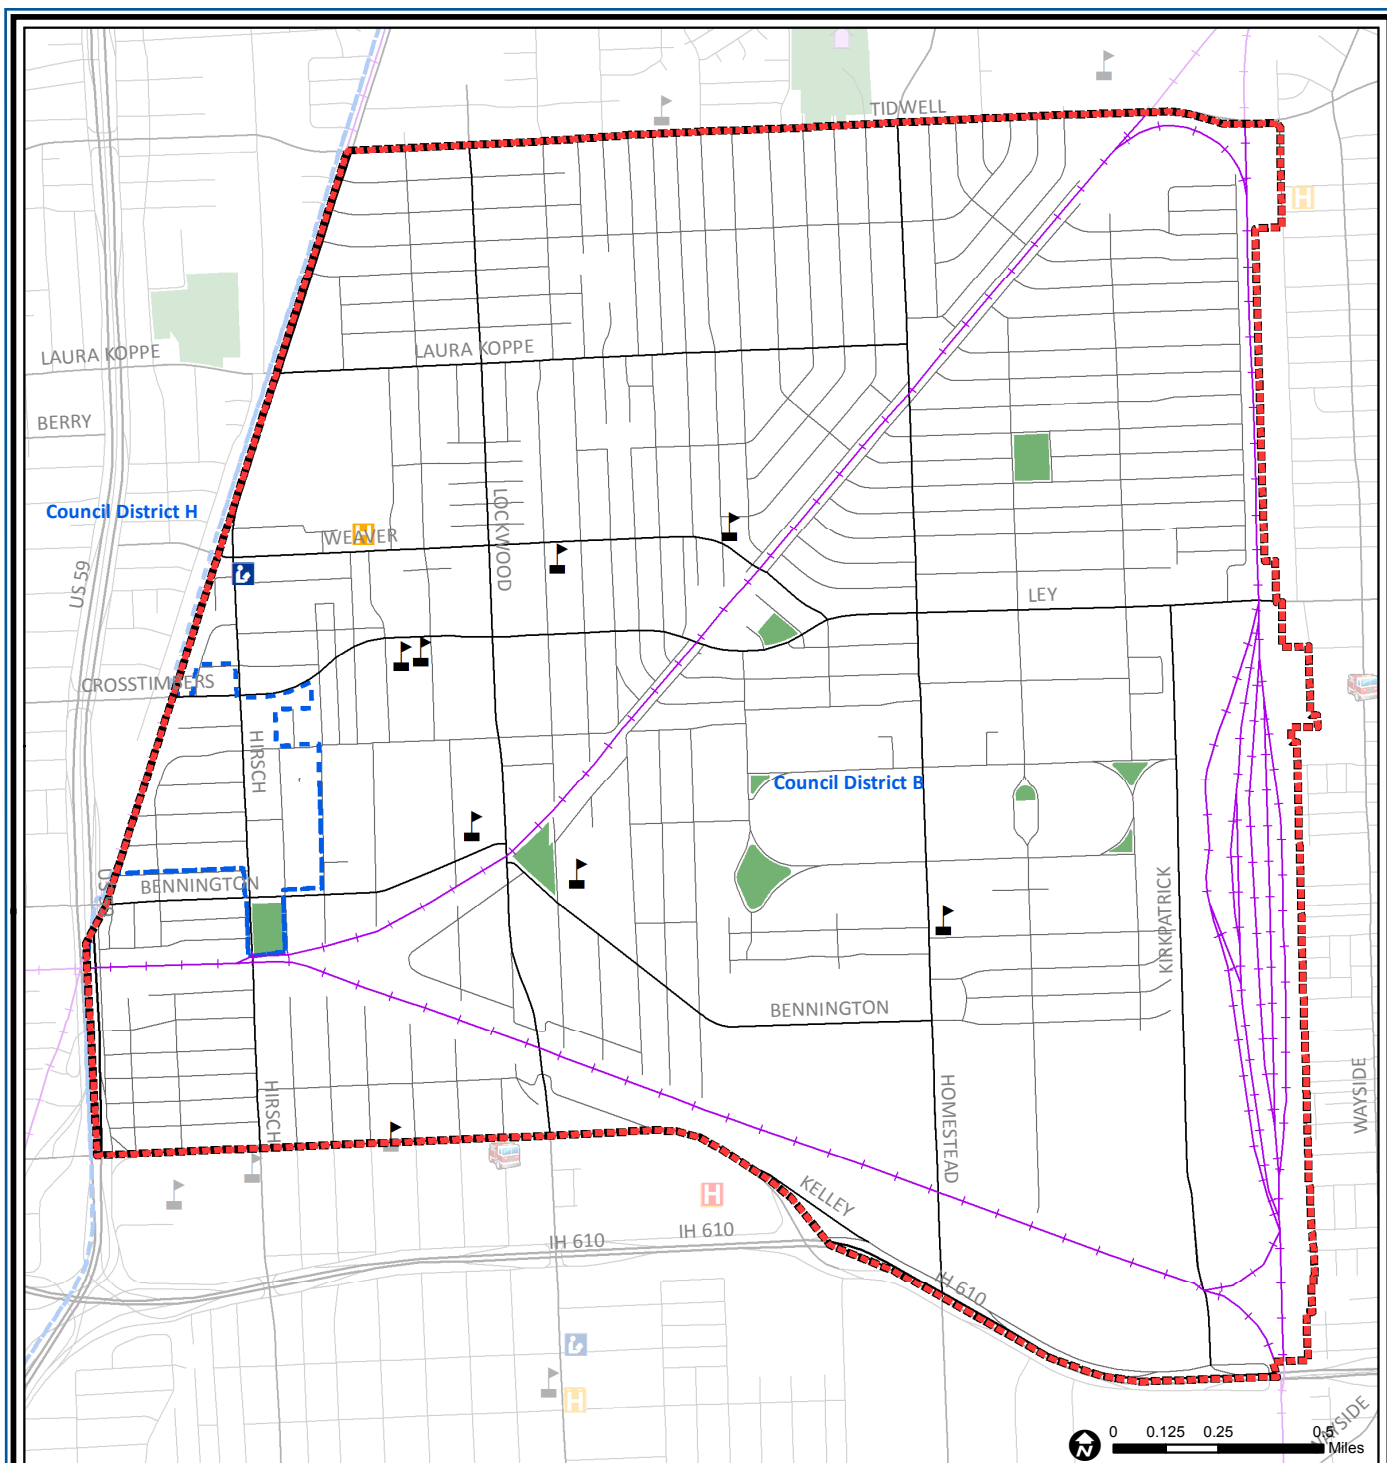 TIDWELL
LAURA KOPPE
LAURA KOPPE
BERRY
Council District H
LOCKWOOD
H
WEAVER
US 59
LEY
CROSSTIMBERS
HIRSCH
Council District B
BENNINGTON
KIRKPATRICK
BENNINGTON
HOMESTEAD
HIRSCH
WAYSIDE
KELLEY
H
IH 610
IH 610
IH 610
H
H
WAYSIDE
N
0 0.125 0.25 0.5
Miles